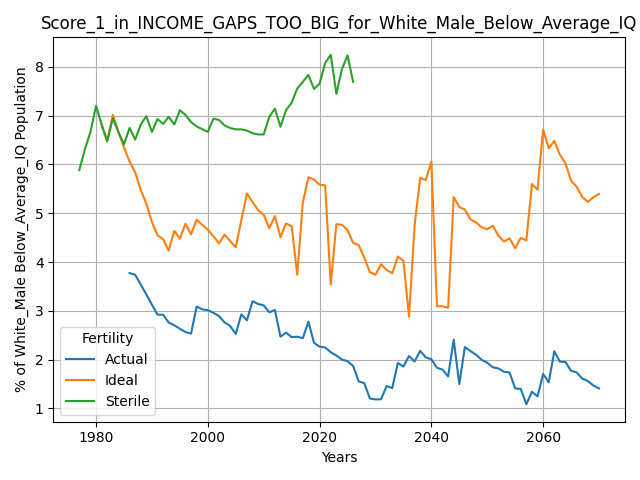 Score_1_in_INCOME_GAPS_TOO_BIG_for_White_Male_Below_Average_IQ
% of White_Male Below_Average_IQ Population
8
7
6
5
4
3
2
1
Fertility
Actual
Ideal
Sterile
1980 2000 2020 2040 2060
Years